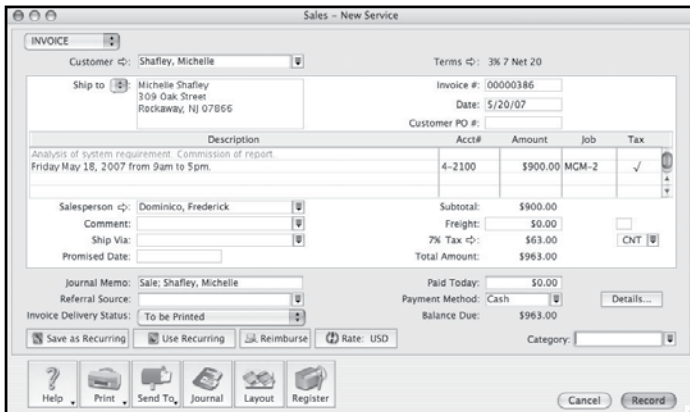 Sales – New Service
INVOICE
Customer ⇨: Shafley, Michelle
Terms ⇨: 3% 7 Net 20
Ship to : Michelle Shafley
309 Oak Street
Rockaway, NJ 07866
Invoice #: 00000386
Date: 5/20/07
Customer PO #:
Description Acct# Amount Job Tax
Analysis of system requirement. Commission of report.
Friday May 18, 2007 from 9am to 5pm. 4-2100 $900.00 MGM-2 √
Salesperson ⇨: Dominico, Frederick
Comment:
Ship Via:
Promised Date:
Subtotal: $900.00
Freight: $0.00
7% Tax ⇨: $63.00 CNT
Total Amount: $963.00
Journal Memo: Sale; Shafley, Michelle
Referral Source:
Invoice Delivery Status: To be Printed
Paid Today: $0.00
Payment Method: Cash Details...
Balance Due: $963.00
Save as Recurring Use Recurring Reimburse Rate: USD Category:
Help Print Send To Journal Layout Register
Cancel Record